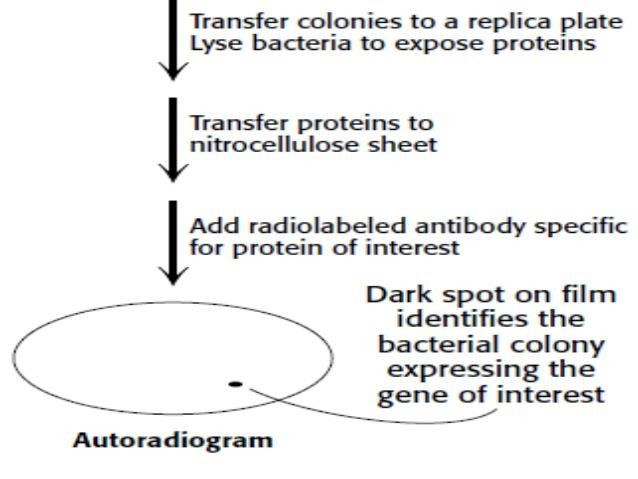 Transfer colonies to a replica plate
Lyse bacteria to expose proteins
Transfer proteins to
nitrocellulose sheet
Add radiolabeled antibody specific
for protein of interest
Dark spot on film
identifies the
bacterial colony
expressing the
gene of interest
Autoradiogram